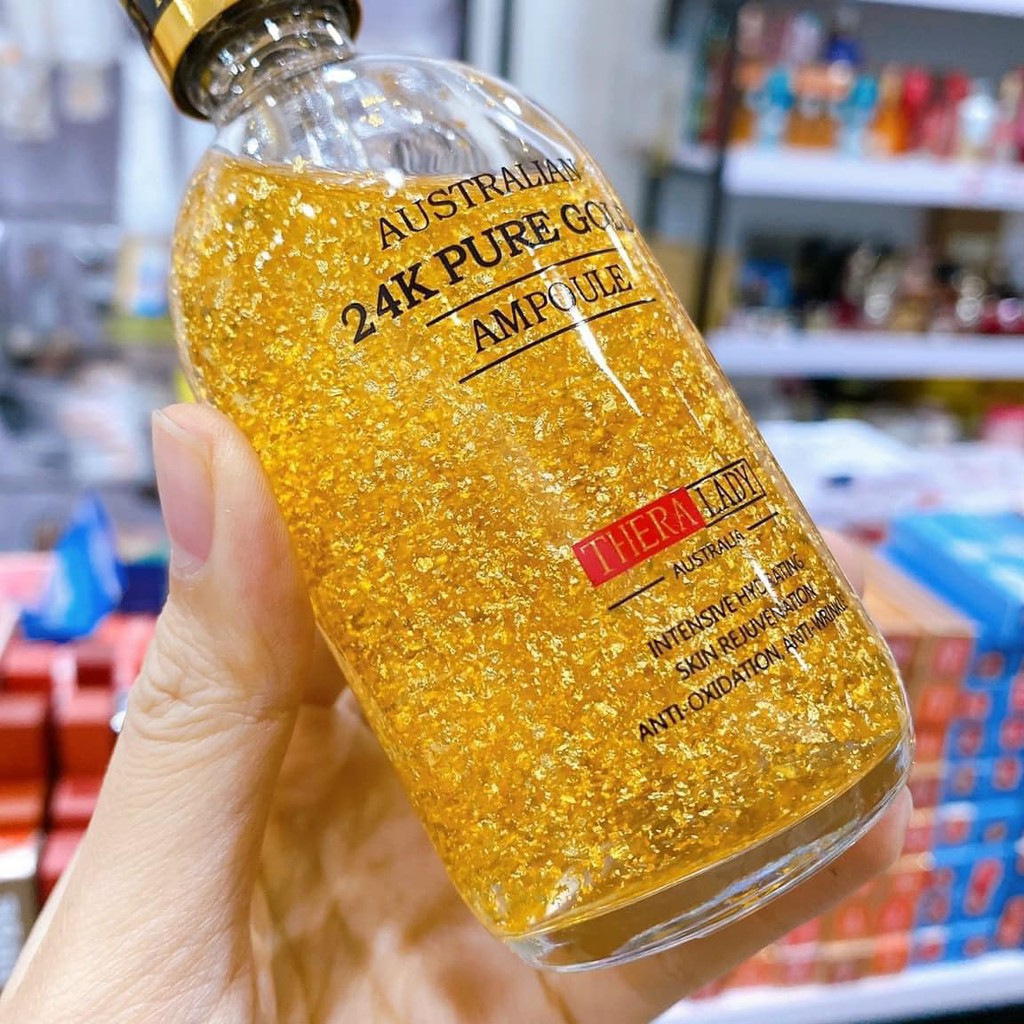 AUSTRALIAN
24K PURE GOLD
AMPOULE
THERA LADY
AUSTRALIA
INTENSIVE HYDRATING
SKIN REJUVENATION
ANTI-OXIDATION, ANTI-WRINKLE